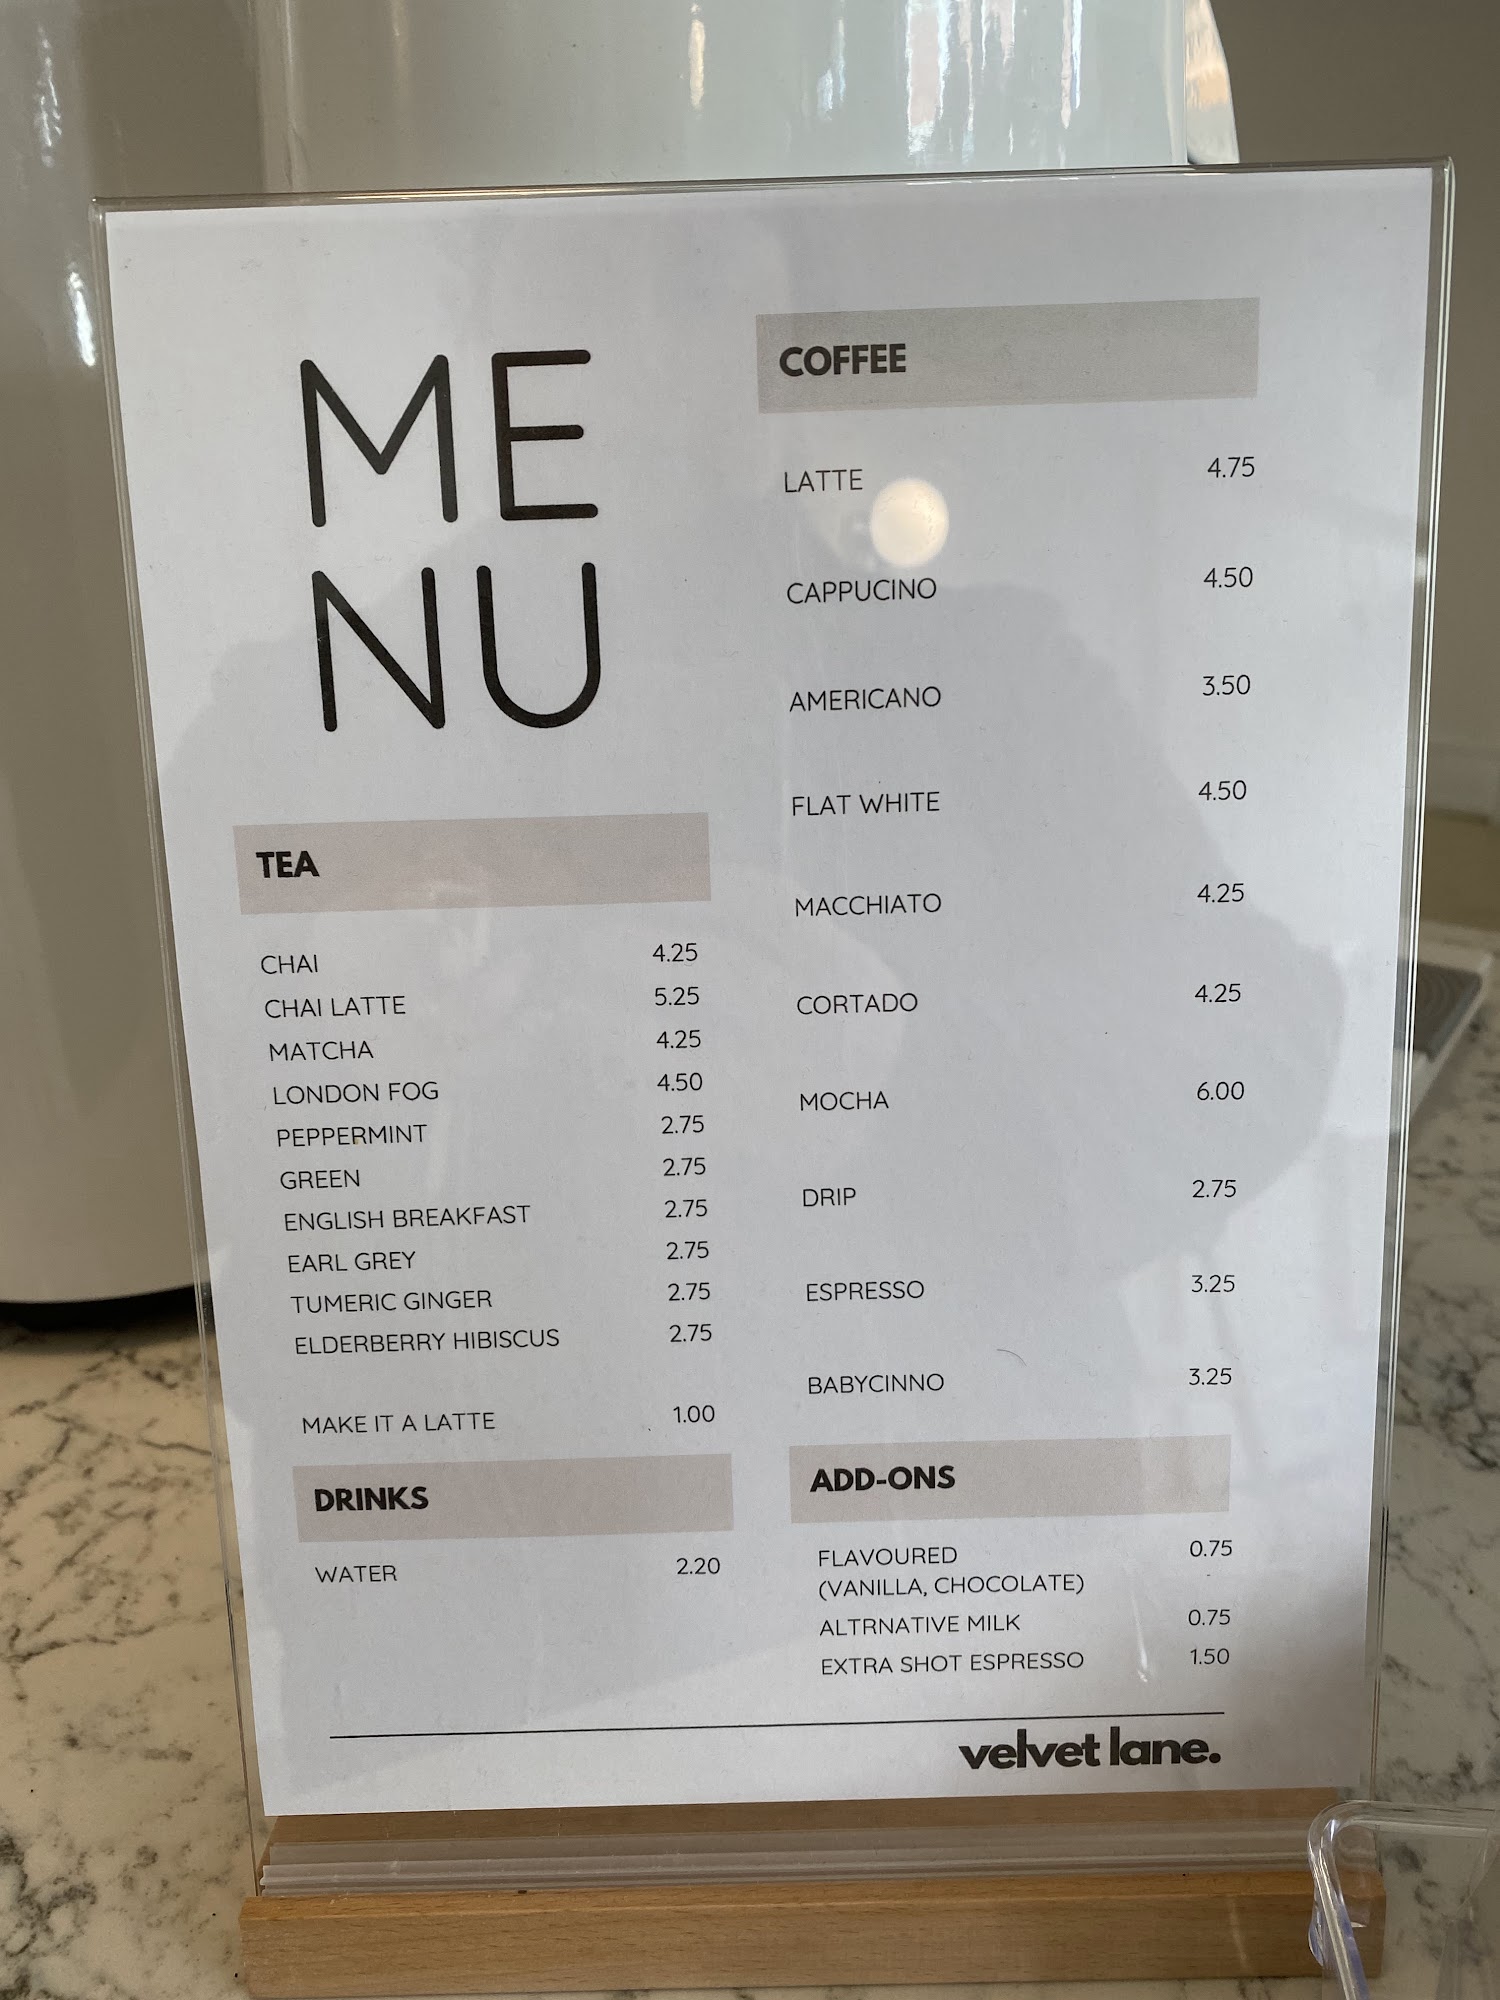 ME
NU
TEA
CHAI 4.25
CHAI LATTE 5.25
MATCHA 4.25
LONDON FOG 4.50
PEPPERMINT 2.75
GREEN 2.75
ENGLISH BREAKFAST 2.75
EARL GREY 2.75
TUMERIC GINGER 2.75
ELDERBERRY HIBISCUS 2.75
MAKE IT A LATTE 1.00
DRINKS
WATER 2.20
COFFEE
LATTE 4.75
CAPPUCINO 4.50
AMERICANO 3.50
FLAT WHITE 4.50
MACCHIATO 4.25
CORTADO 4.25
MOCHA 6.00
DRIP 2.75
ESPRESSO 3.25
BABYCINNO 3.25
ADD-ONS
FLAVOURED 0.75
(VANILLA, CHOCOLATE)
ALTRNATIVE MILK 0.75
EXTRA SHOT ESPRESSO 1.50
velvet lane.